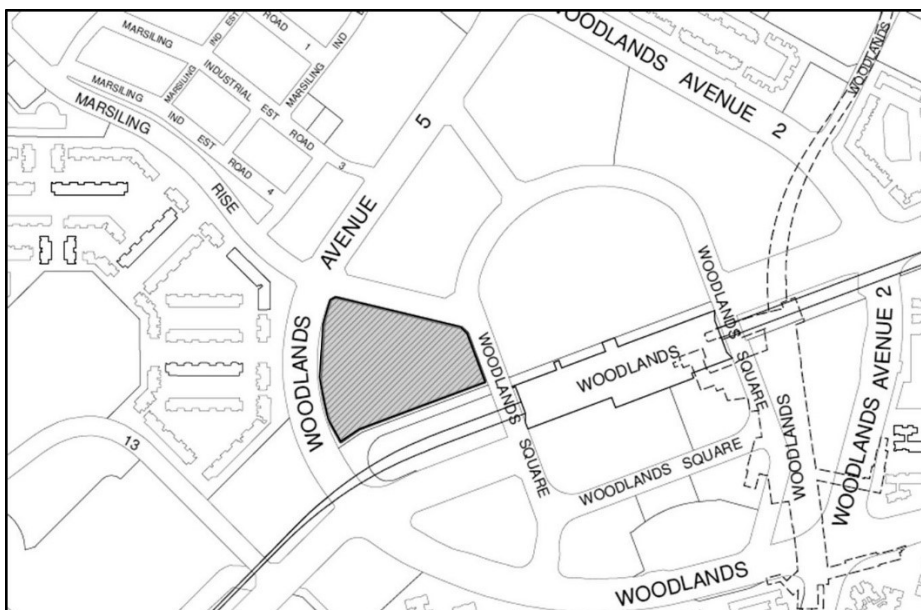 MARSILING
IND EST
ROAD
1
WOODLANDS AVENUE 2
WOODLANDS
MARSILING
IND EST
MARSILING IND
INDUSTRIAL EST ROAD 3
MARSILING
IND EST ROAD 4
MARSILING RISE
5
AVENUE
WOODLANDS
WOODLANDS
WOODLANDS SQUARE
WOODLANDS SQUARE
WOODLANDS
WOODLANDS AVENUE 2
13
WOODLANDS SQUARE
WOODLANDS
WOODLANDS